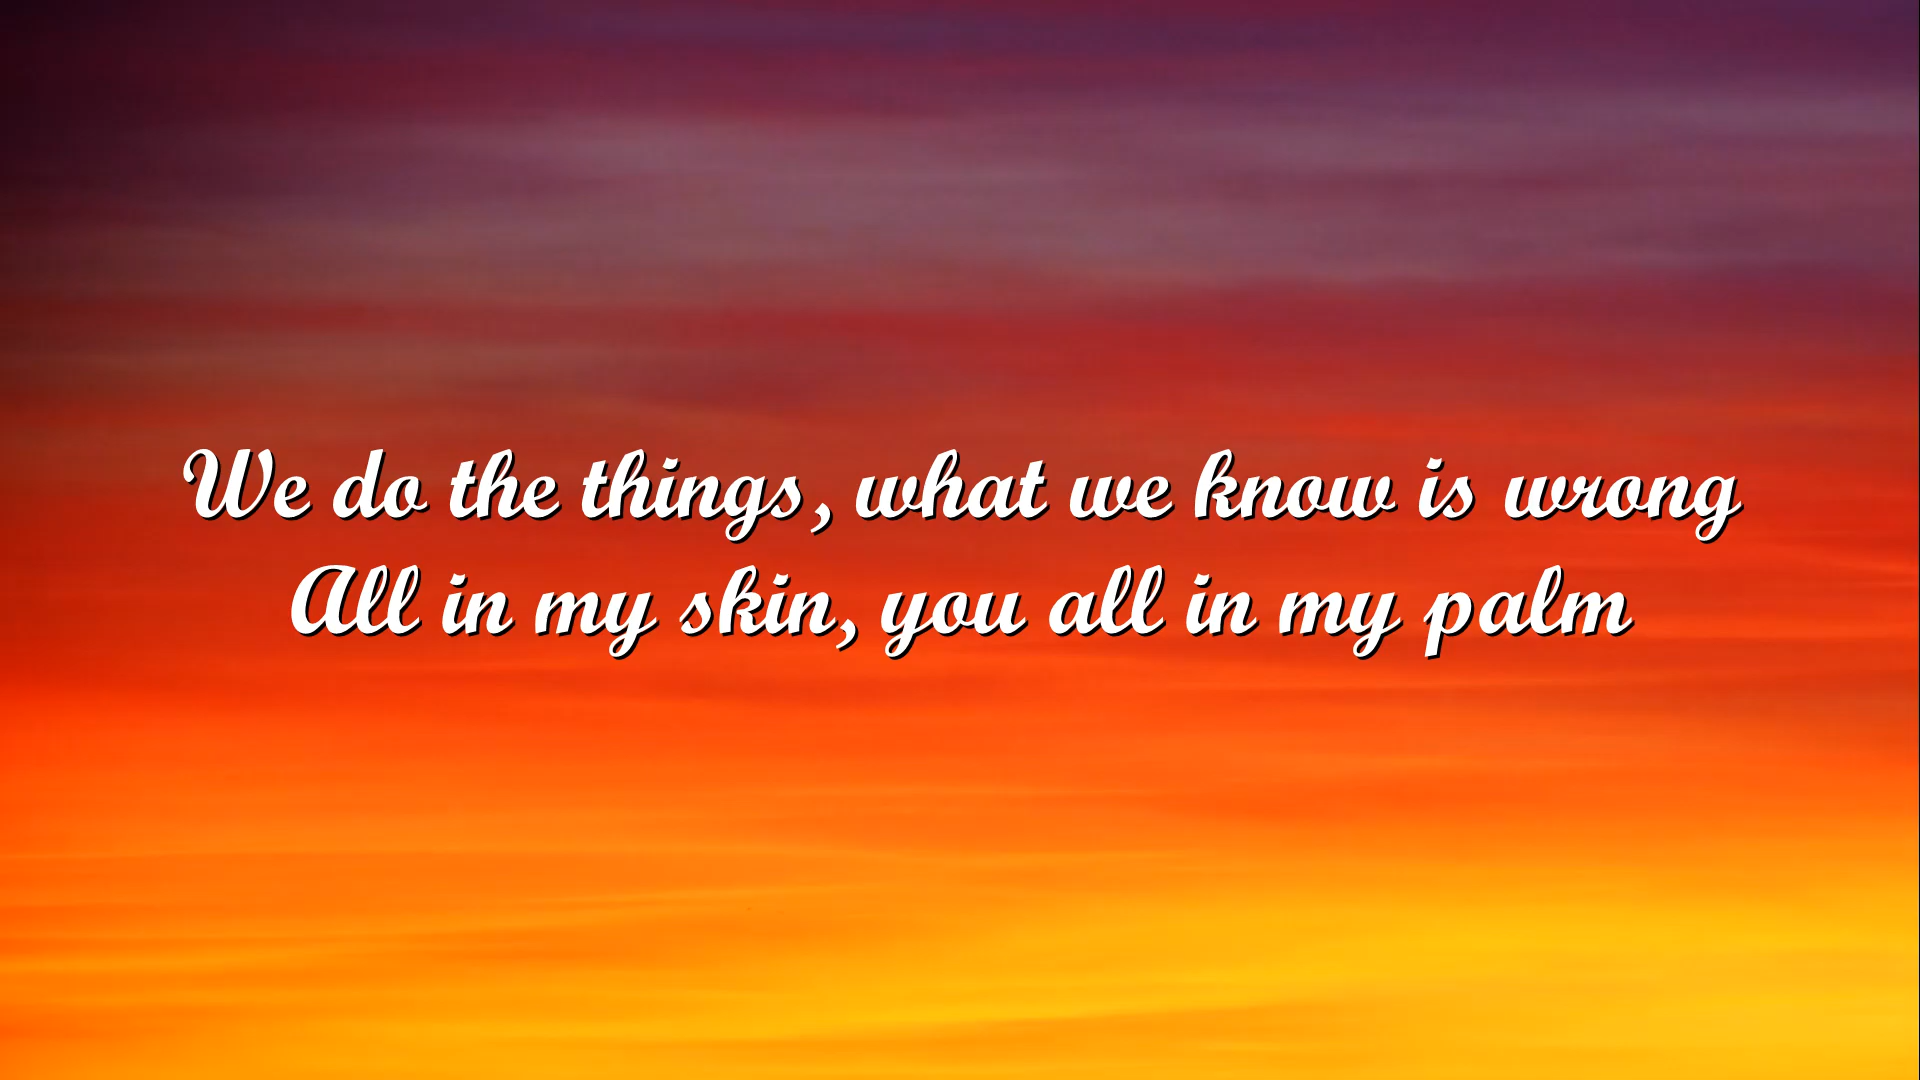 We do the things, what we know is wrong
All in my skin, you all in my palm